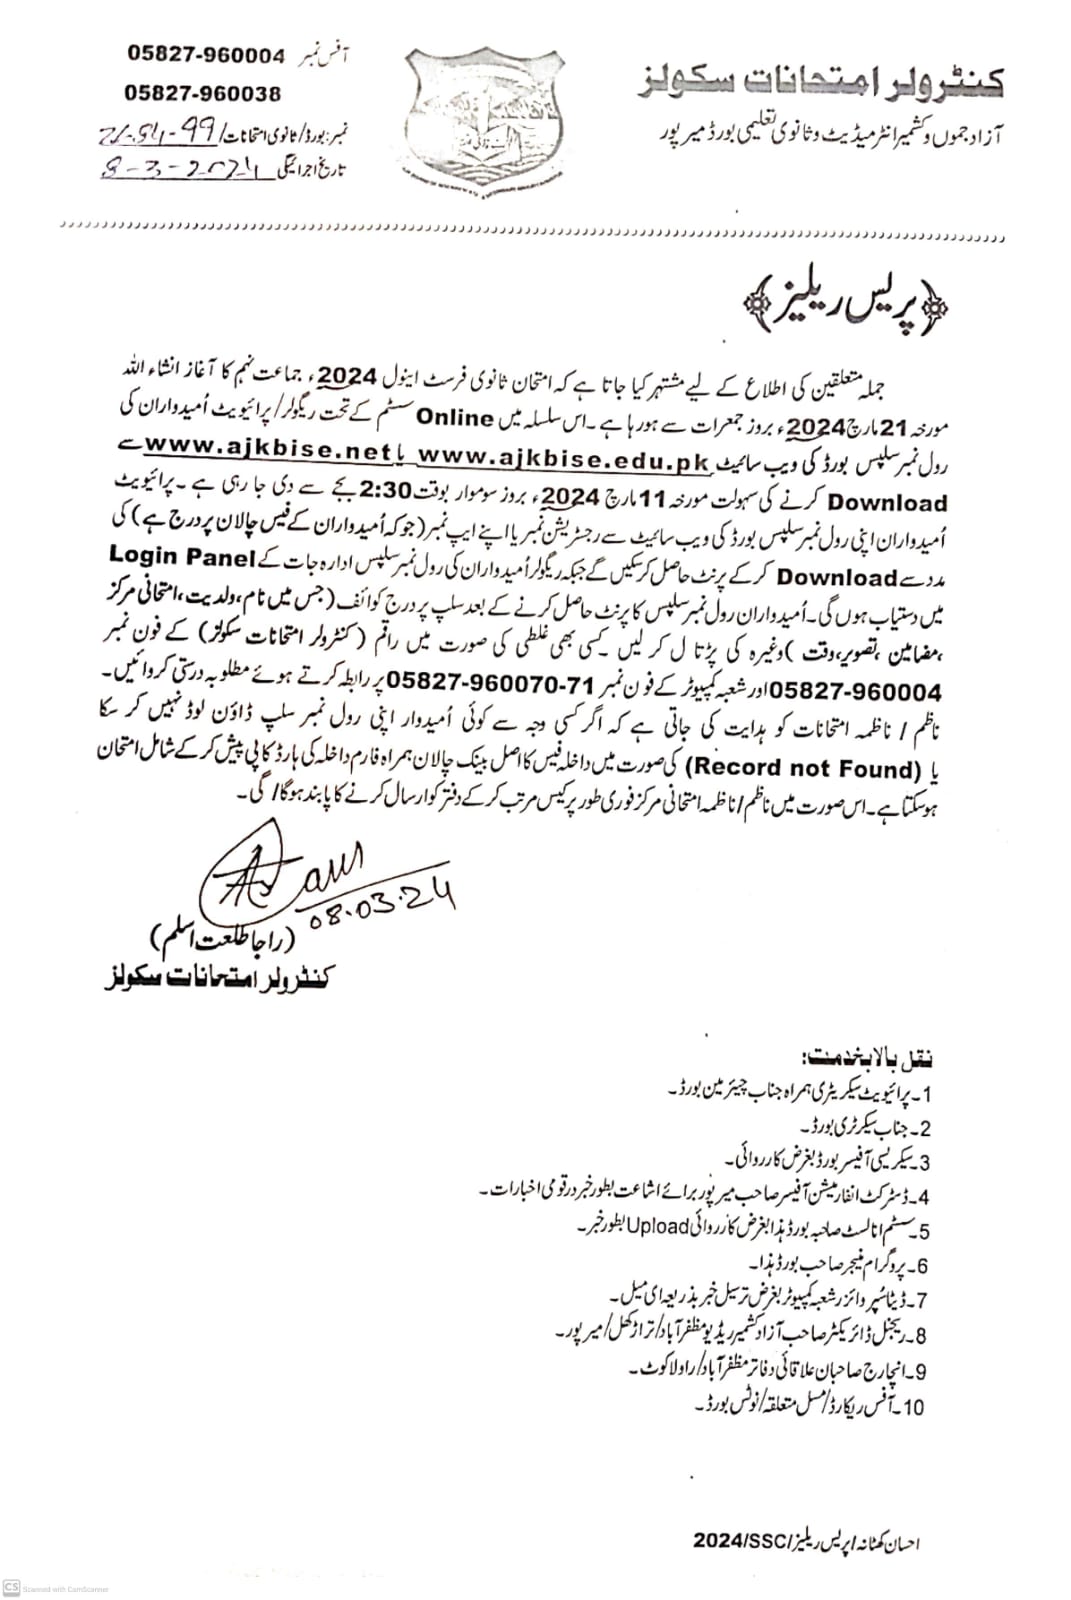 کنٹرولر امتحانات سکولز
آزاد جموں و کشمیر انٹرمیڈیٹ و ثانوی تعلیمی بورڈ میرپور
آفس نمبر 05827-960004
05827-960038
نمبر: بورڈ/ثانوی امتحانات/
تاریخ اجرائیگی 8-3-2024
﴿پریس ریلیز﴾
جملہ متعلقین کی اطلاع کے لیے مشتہر کیا جاتا ہے کہ امتحان ثانوی فرسٹ اینول 2024ء جماعت نہم کا آغاز انشاء اللہ
مورخہ 21 مارچ 2024ء بروز جمعرات سے ہو رہا ہے۔ اس سلسلہ میں Online سسٹم کے تحت ریگولر/پرائیویٹ اُمیدواران کی
رول نمبر سلپس بورڈ کی ویب سائیٹ www.ajkbise.edu.pk یا www.ajkbise.net سے
Download کرنے کی سہولت مورخہ 11 مارچ 2024ء بروز سوموار بوقت 2:30 بجے سے دی جا رہی ہے۔ پرائیویٹ
اُمیدواران اپنی رول نمبر سلپس بورڈ کی ویب سائیٹ سے رجسٹریشن نمبر یا اپنے ایپ نمبر (جو کہ اُمیدواران کے فیس چالان پر درج ہے) کی
مدد سے Download کر کے پرنٹ حاصل کر سکیں گے جبکہ ریگولر اُمیدواران کی رول نمبر سلپس ادارہ جات کے Login Panel
میں دستیاب ہوں گی۔ اُمیدواران رول نمبر سلپس کا پرنٹ حاصل کرنے کے بعد سلپ پر درج کوائف (جس میں نام، ولدیت، امتحانی مرکز
،مضامین ،تصویر، وقت )وغیرہ کی پڑتال کر لیں ۔کسی بھی غلطی کی صورت میں راقم (کنٹرولر امتحانات سکولز) کے فون نمبر
05827-960004 اور شعبہ کمپیوٹر کے فون نمبر 05827-960070-71 پر رابطہ کرتے ہوئے مطلوبہ درستی کروائیں۔
ناظم / ناظمہ امتحانات کو ہدایت کی جاتی ہے کہ اگر کسی وجہ سے کوئی اُمیدوار اپنی رول نمبر سلپ ڈاؤن لوڈ نہیں کر سکا
یا (Record not Found) کی صورت میں داخلہ فیس کا اصل بینک چالان ہمراہ فارم داخلہ کی ہارڈ کاپی پیش کر کے شامل امتحان
ہو سکتا ہے۔ اس صورت میں ناظم/ناظمہ امتحانی مرکز فوری طور پر کیس مرتب کر کے دفتر کو ارسال کرنے کا پابند ہو گا/ گی۔
08.03.24
(راجا طلعت اسلم)
کنٹرولر امتحانات سکولز
نقل بالا بخدمت:
1۔ پرائیویٹ سیکریٹری ہمراہ جناب چیئرمین بورڈ۔
2۔ جناب سیکرٹری بورڈ۔
3۔ سیکریسی آفیسر بورڈ بغرض کارروائی۔
4۔ ڈسٹرکٹ انفارمیشن آفیسر صاحب میرپور برائے اشاعت بطور خبر در قومی اخبارات۔
5۔ سسٹم انالسٹ صاحبہ بورڈ ہذا بغرض کارروائی Upload بطور خبر۔
6۔ پروگرام منیجر صاحب بورڈ ہذا۔
7۔ ڈیٹا سپروائزر شعبہ کمپیوٹر بغرض ترسیل خبر بذریعہ ای میل۔
8۔ ریجنل ڈائریکٹر صاحب آزاد کشمیر ریڈیو مظفرآباد/تراڑکھل/میرپور۔
9۔ انچارج صاحبان علاقائی دفاتر مظفرآباد/راولاکوٹ۔
10۔ آفس ریکارڈ/مسل متعلقہ/نوٹس بورڈ۔
احسان کھٹانہ/پریس ریلیز/SSC/2024
CS Scanned with CamScanner